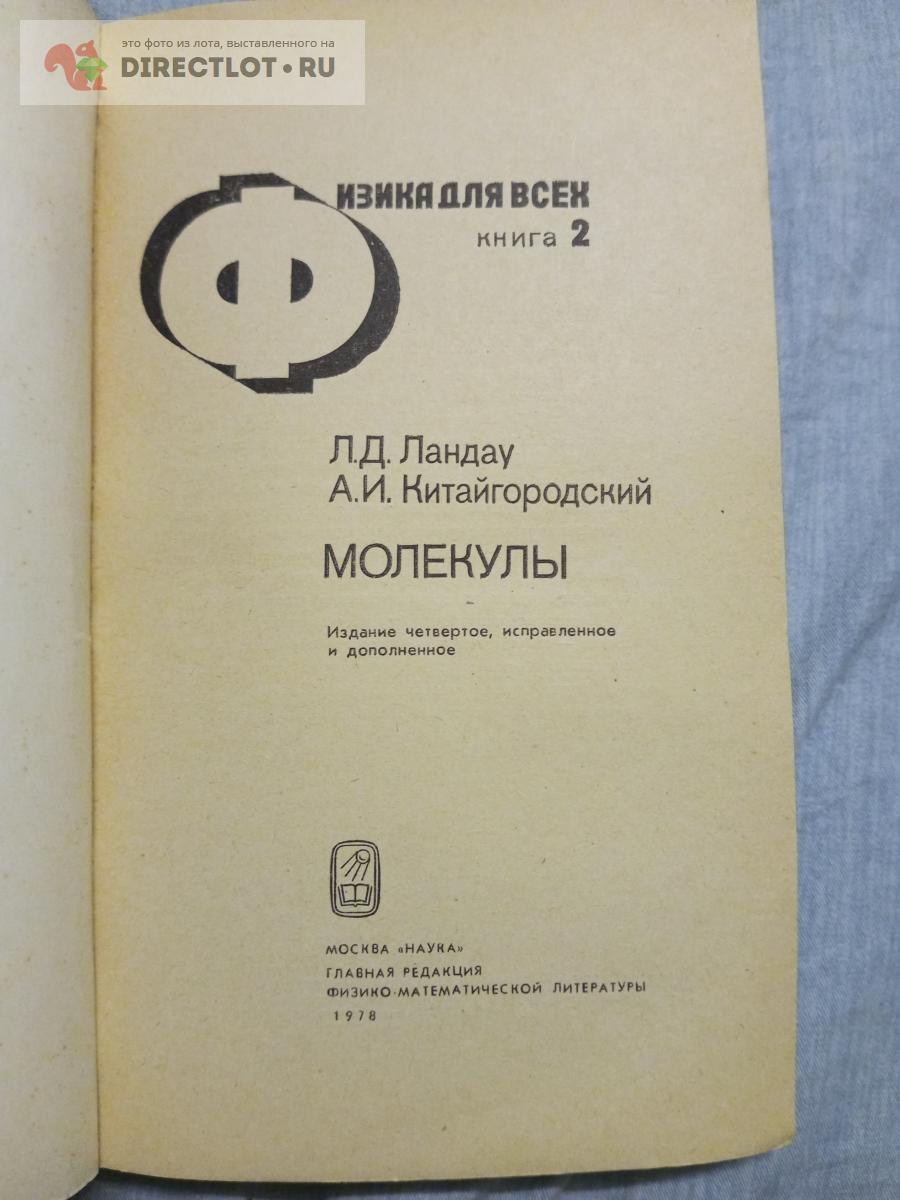 это фото из лота, выставленного на
DIRECTLOT.RU
ФИЗИКА ДЛЯ ВСЕХ
книга 2
Л.Д. Ландау
А.И. Китайгородский
МОЛЕКУЛЫ
Издание четвертое, исправленное
и дополненное
МОСКВА «НАУКА»
ГЛАВНАЯ РЕДАКЦИЯ
ФИЗИКО-МАТЕМАТИЧЕСКОЙ ЛИТЕРАТУРЫ
1978